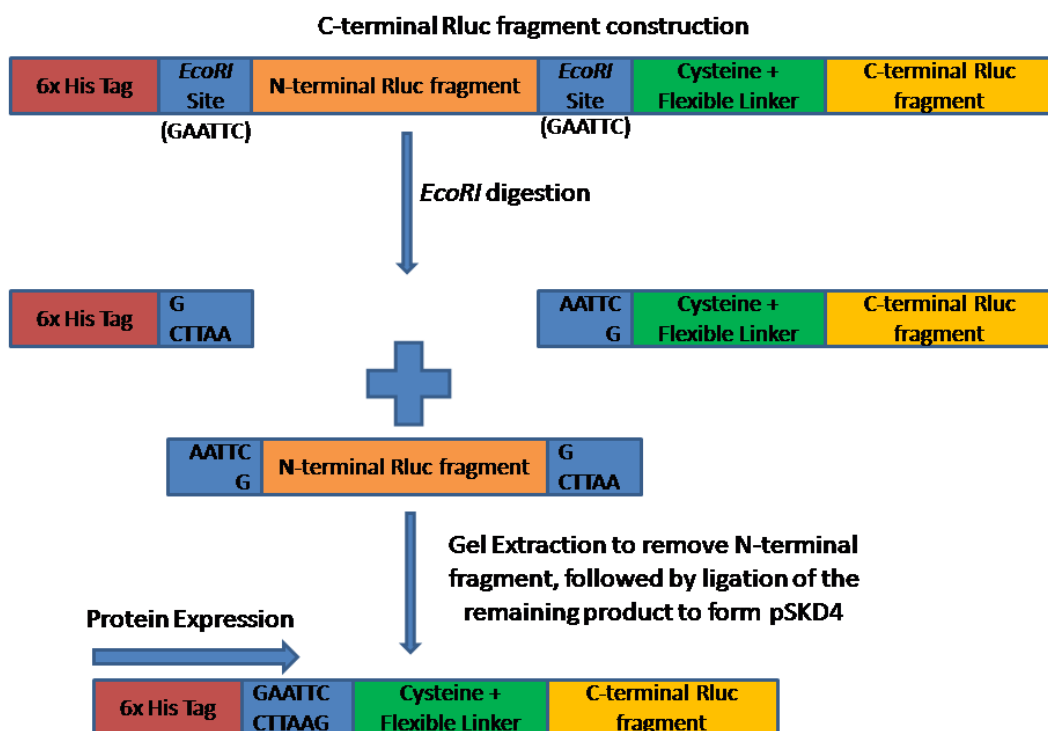 C-terminal Rluc fragment construction
6x His Tag
EcoRI
Site
(GAATTC)
N-terminal Rluc fragment
EcoRI
Site
(GAATTC)
Cysteine +
Flexible Linker
C-terminal Rluc
fragment
EcoRI digestion
6x His Tag
G
CTTAA
AATTC
G
Cysteine +
Flexible Linker
C-terminal Rluc
fragment
AATTC
G
N-terminal Rluc fragment
G
CTTAA
Gel Extraction to remove N-terminal
fragment, followed by ligation of the
remaining product to form pSKD4
Protein Expression
6x His Tag
GAATTC
CTTAAG
Cysteine +
Flexible Linker
C-terminal Rluc
fragment